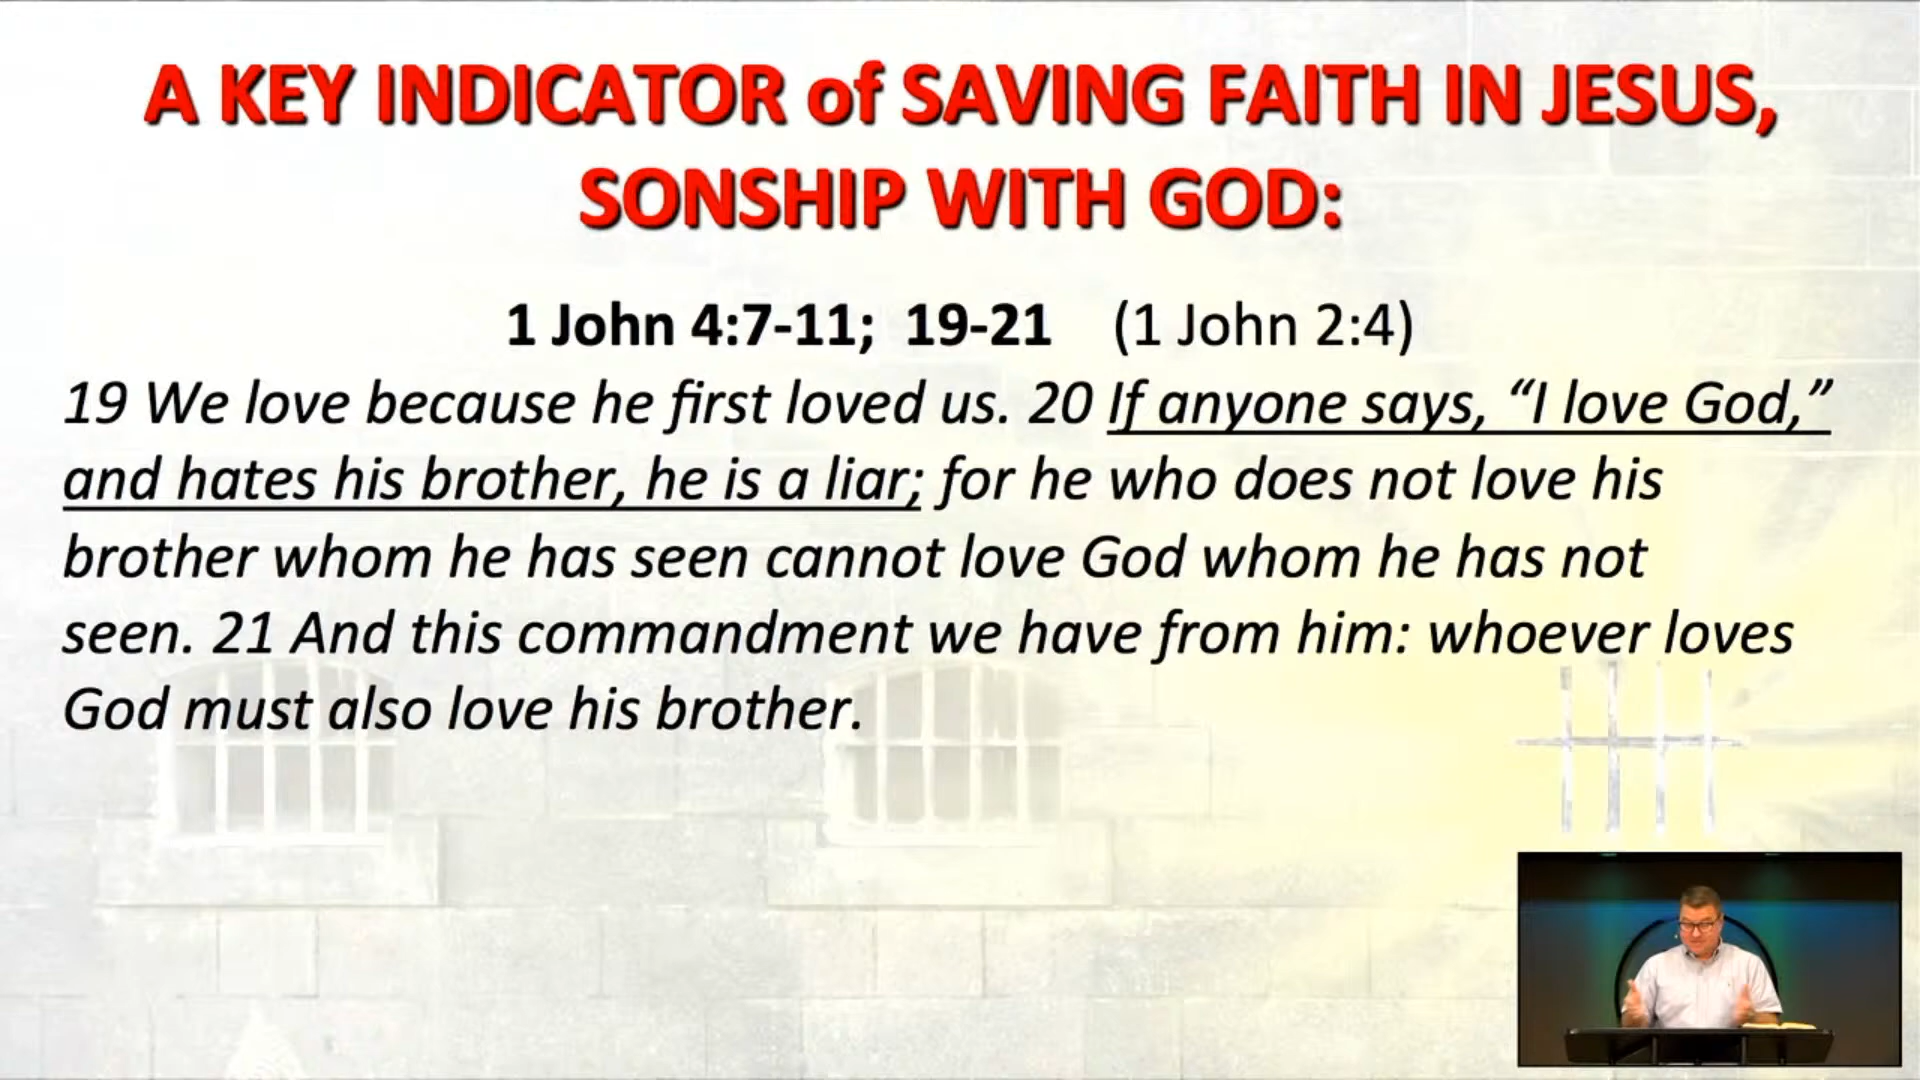 A KEY INDICATOR of SAVING FAITH IN JESUS,
SONSHIP WITH GOD:
1 John 4:7-11; 19-21 (1 John 2:4)
19 We love because he first loved us. 20 If anyone says, “I love God,”
and hates his brother, he is a liar; for he who does not love his
brother whom he has seen cannot love God whom he has not
seen. 21 And this commandment we have from him: whoever loves
God must also love his brother.